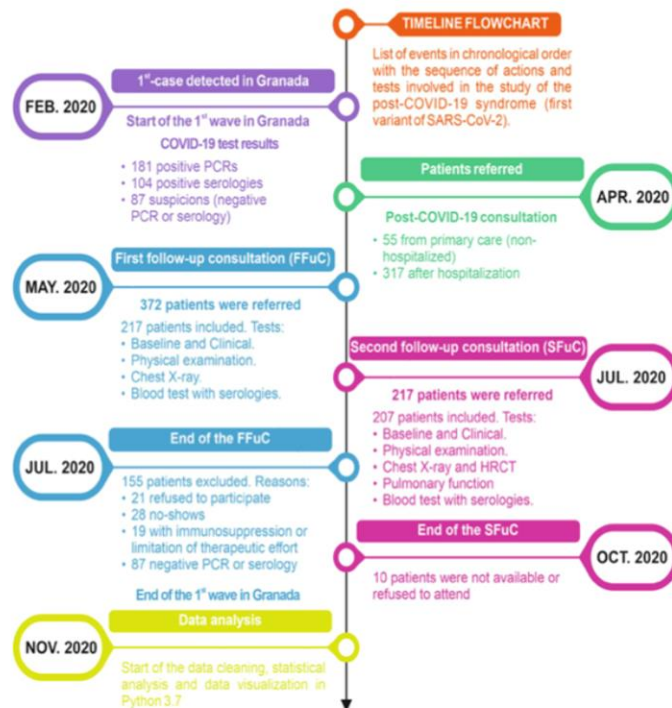 TIMELINE FLOWCHART
List of events in chronological order
with the sequence of actions and
tests involved in the study of the
post-COVID-19 syndrome (first
variant of SARS-CoV-2).
FEB. 2020
1st-case detected in Granada
Start of the 1st wave in Granada
COVID-19 test results
• 181 positive PCRs
• 104 positive serologies
• 87 suspicions (negative
PCR or serology)
APR. 2020
Patients referred
Post-COVID-19 consultation
• 55 from primary care (non-
hospitalized)
• 317 after hospitalization
MAY. 2020
First follow-up consultation (FFuC)
372 patients were referred
217 patients included. Tests:
• Baseline and Clinical.
• Physical examination.
• Chest X-ray.
• Blood test with serologies.
JUL. 2020
Second follow-up consultation (SFuC)
217 patients were referred
207 patients included. Tests:
• Baseline and Clinical.
• Physical examination.
• Chest X-ray and HRCT
• Pulmonary function
• Blood test with serologies.
JUL. 2020
End of the FFuC
155 patients excluded. Reasons:
• 21 refused to participate
• 28 no-shows
• 19 with immunosuppression or
limitation of therapeutic effort
• 87 negative PCR or serology
End of the 1st wave in Granada
OCT. 2020
End of the SFuC
10 patients were not available or
refused to attend
NOV. 2020
Data analysis
Start of the data cleaning, statistical
analysis and data visualization in
Python 3.7